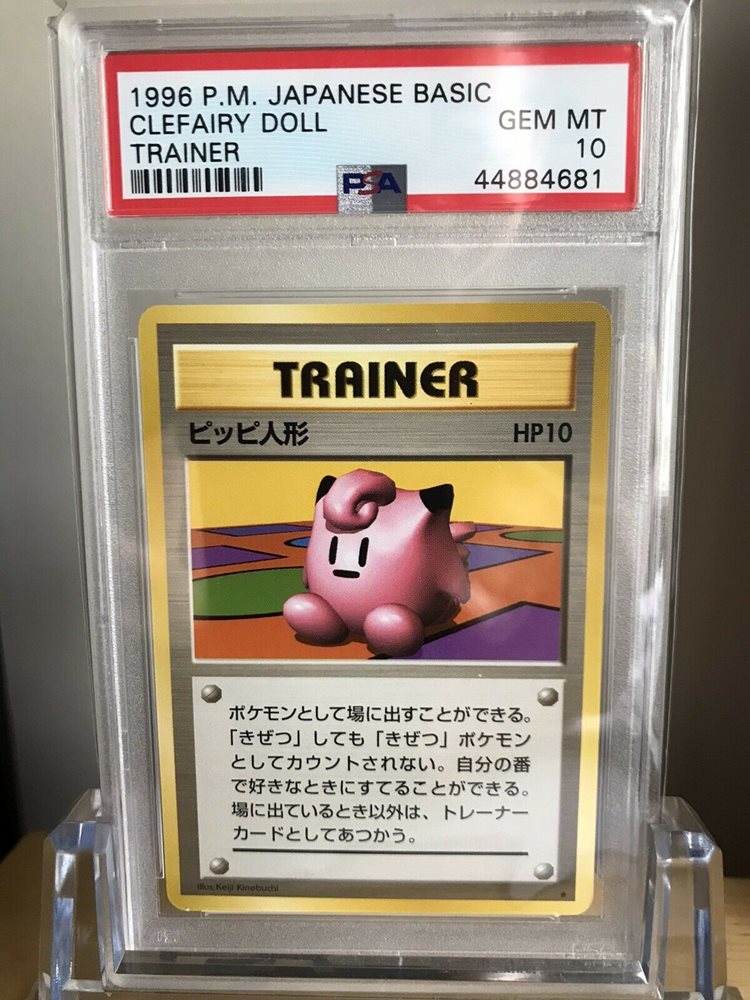 1996 P.M. JAPANESE BASIC
CLEFAIRY DOLL GEM MT
TRAINER 10
PSA 44884681
TRAINER
ピッピ人形 HP10
ポケモンとして場に出すことができる。
「きぜつ」しても「きぜつ」ポケモン
としてカウントされない。自分の番
で好きなときにすてることができる。
場に出ているとき以外は、トレーナー
カードとしてあつかう。
Illus.Keiji Kinebuchi